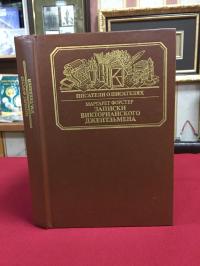 К
ПИСАТЕЛИ О ПИСАТЕЛЯХ
МАРГАРЕТ ФОРСТЕР
ЗАПИСКИ
ВИКТОРИАНСКОГО
ДЖЕНТЛЬМЕНА